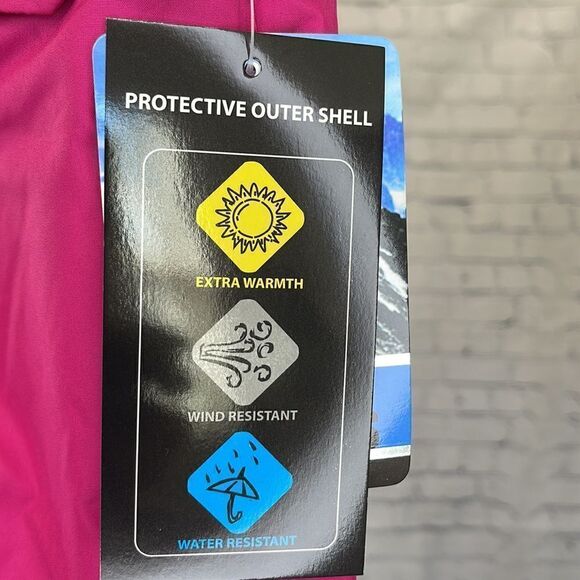 PROTECTIVE OUTER SHELL
EXTRA WARMTH
WIND RESISTANT
WATER RESISTANT